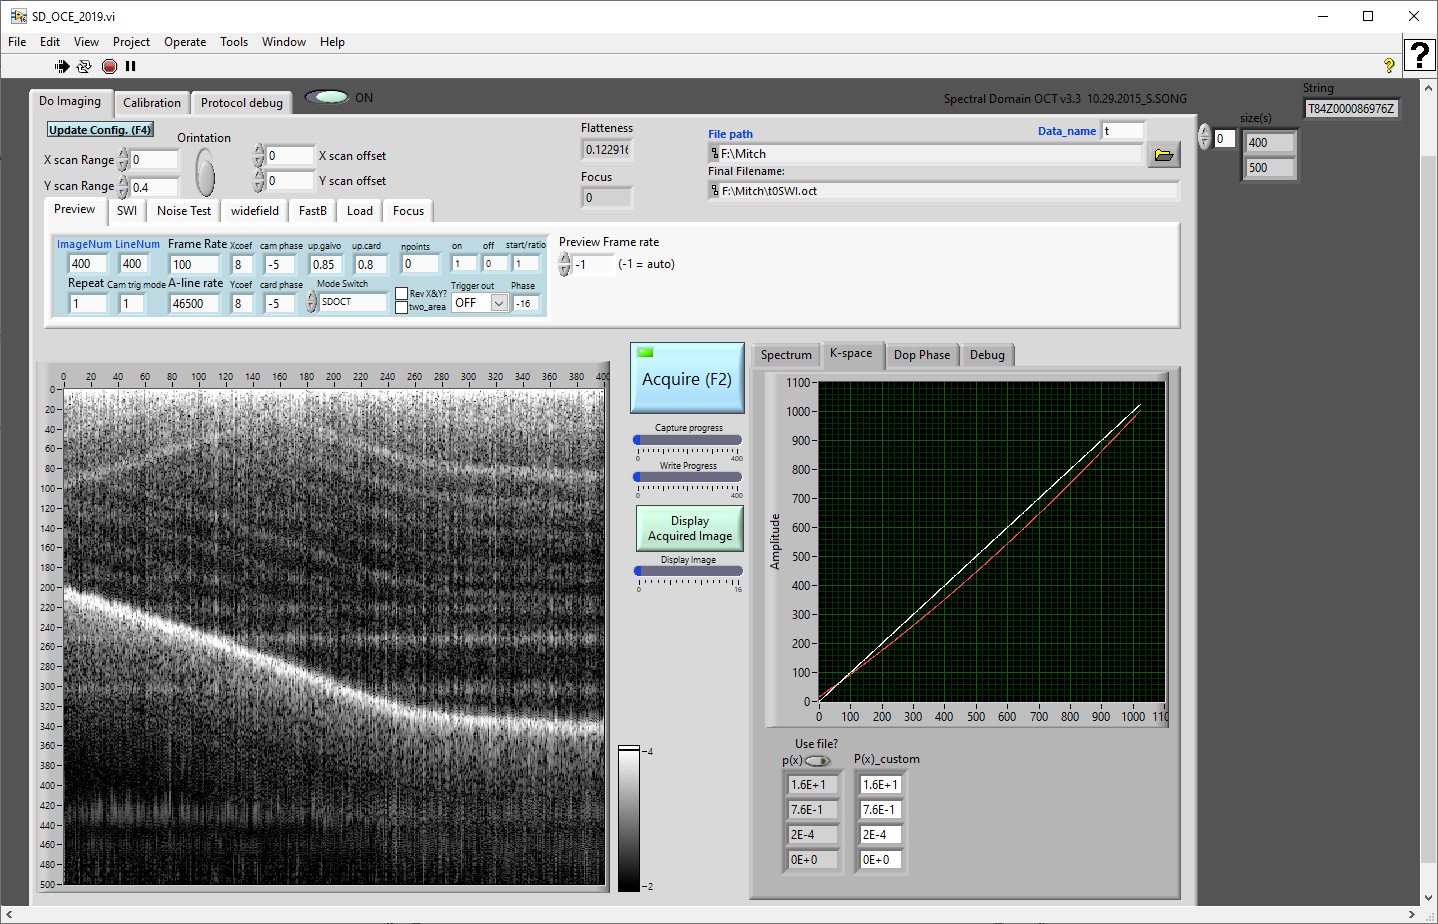 SD_OCE_2019.vi
File Edit View Project Operate Tools Window Help
?
?
Do Imaging Calibration Protocol debug ON
Spectral Domain OCT v3.3 10.29.2015_S.SONG
String
T84Z000086976Z
size(s)
0 400
500
Update Config. (F4)
Orintation
X scan Range 0
Y scan Range 0.4
0 X scan offset
0 Y scan offset
Flatteness
0.122916
Focus
0
File path
Data_name t
F:\Mitch
Final Filename:
F:\Mitch\t0SWI.oct
Preview SWI Noise Test widefield FastB Load Focus
ImageNum LineNum Frame Rate Xcoef cam phase up.galvo up.card npoints on off start/ratio
400 400 100 8 -5 0.85 0.8 0 1 0 1
Repeat Cam trig mode A-line rate Ycoef card phase Mode Switch Rev X&Y? Trigger out Phase
1 1 46500 8 -5 SDOCT two_area OFF -16
Preview Frame rate
-1 (-1 = auto)
0 20 40 60 80 100 120 140 160 180 200 220 240 260 280 300 320 340 360 380 400
0
20
40
60
80
100
120
140
160
180
200
220
240
260
280
300
320
340
360
380
400
420
440
460
480
500
4
2
Acquire (F2)
Capture progress
0 400
Write Progress
0 400
Display
Acquired Image
Display Image
0 16
Spectrum K-space Dop Phase Debug
Amplitude
1100
1000
900
800
700
600
500
400
300
200
100
0
0 100 200 300 400 500 600 700 800 900 1000 110
Use file?
p(x) P(x)_custom
1.6E+1 1.6E+1
7.6E-1 7.6E-1
2E-4 2E-4
0E+0 0E+0